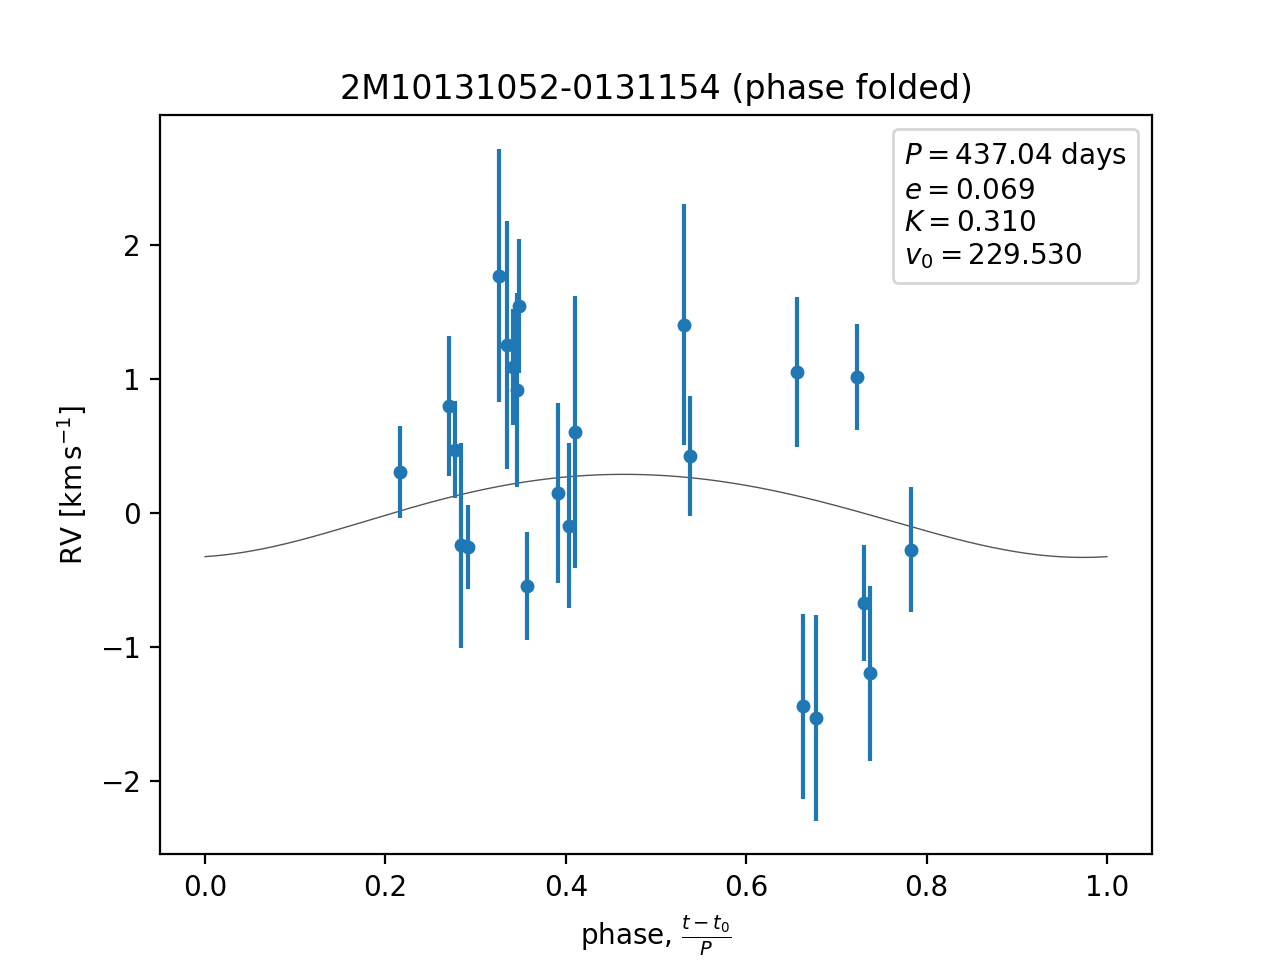 2M10131052-0131154 (phase folded)
P = 437.04 days
e = 0.069
K = 0.310
v₀ = 229.530
RV [km s⁻¹]
2
1
0
−1
−2
0.0 0.2 0.4 0.6 0.8 1.0
phase, (t − t₀)/P